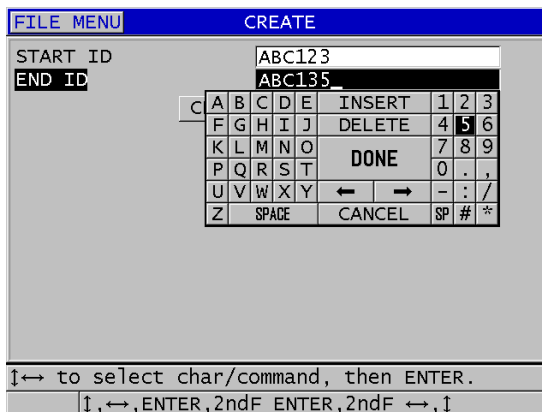 FILE MENU CREATE
START ID ABC123
END ID ABC135_
C
A B C D E INSERT 1 2 3
F G H I J DELETE 4 5 6
K L M N O DONE 7 8 9
P Q R S T 0 . ,
U V W X Y ← → - : /
Z SPACE CANCEL SP # *
↕↔ to select char/command, then ENTER.
↕,↔,ENTER,2ndF ENTER,2ndF ↔,↕